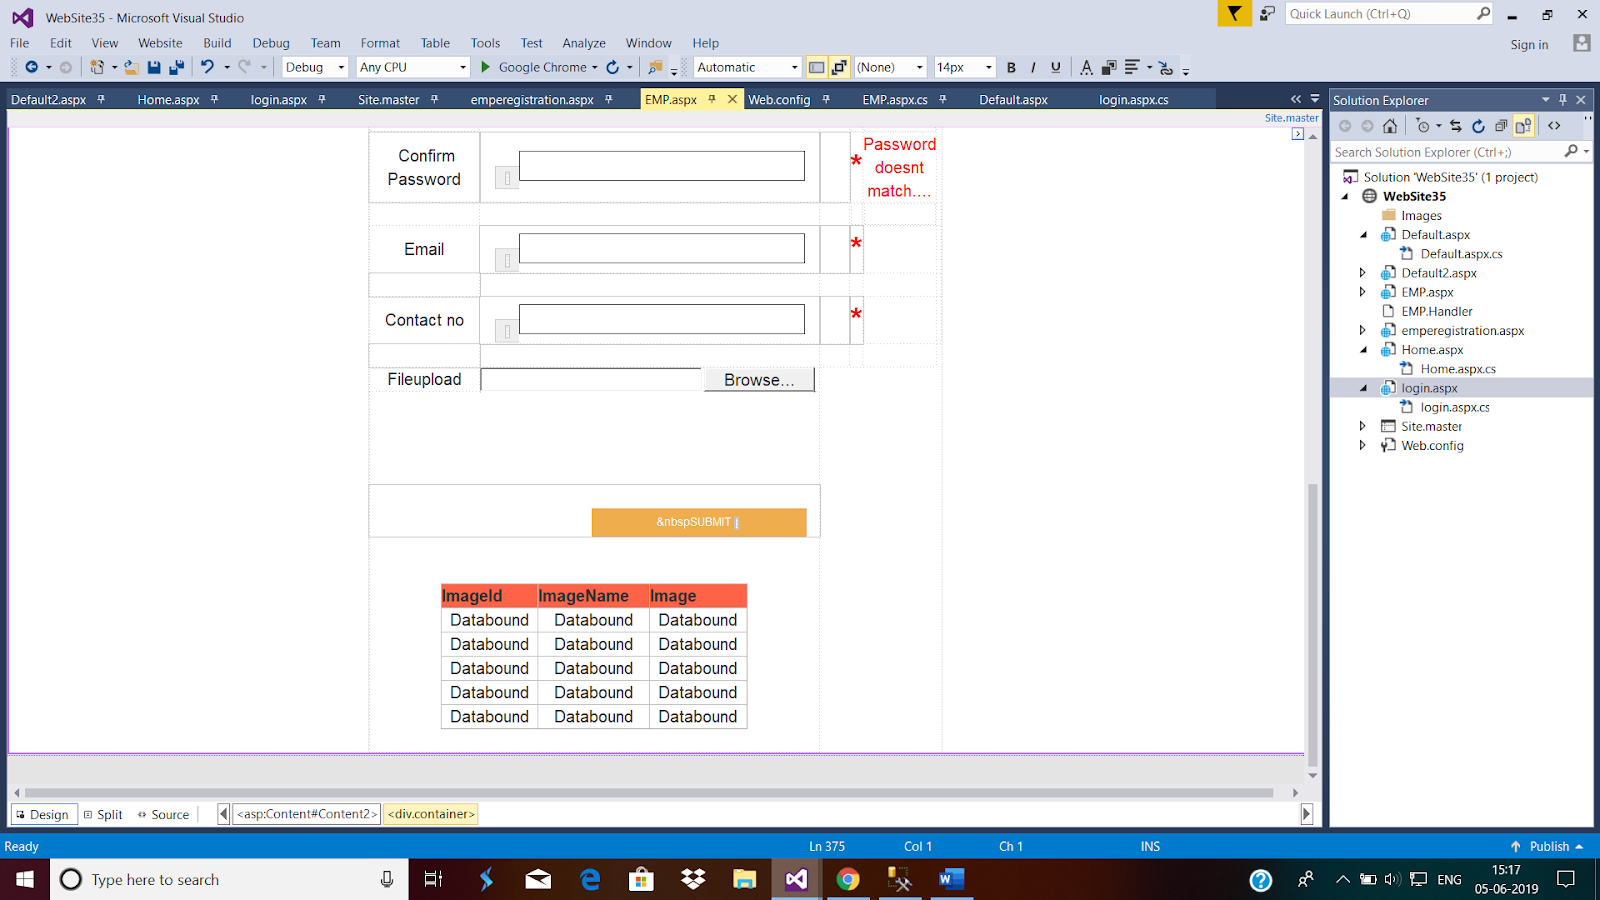 WebSite35 - Microsoft Visual Studio
Quick Launch (Ctrl+Q)
File Edit View Website Build Debug Team Format Table Tools Test Analyze Window Help
Sign in
Debug Any CPU Google Chrome Automatic (None) 14px B I U
Default2.aspx Home.aspx login.aspx Site.master emperegistration.aspx EMP.aspx Web.config EMP.aspx.cs Default.aspx login.aspx.cs
Site.master
Confirm
Password
*
Password
doesnt
match....
Email
*
Contact no
*
Fileupload
Browse...
&nbspSUBMIT
ImageId ImageName Image
Databound Databound Databound
Databound Databound Databound
Databound Databound Databound
Databound Databound Databound
Databound Databound Databound
Design Split Source <asp:Content#Content2> <div.container>
Solution Explorer
Search Solution Explorer (Ctrl+;)
Solution 'WebSite35' (1 project)
WebSite35
Images
Default.aspx
Default.aspx.cs
Default2.aspx
EMP.aspx
EMP.Handler
emperegistration.aspx
Home.aspx
Home.aspx.cs
login.aspx
login.aspx.cs
Site.master
Web.config
Ready Ln 375 Col 1 Ch 1 INS Publish
Type here to search
ENG
15:17
05-06-2019